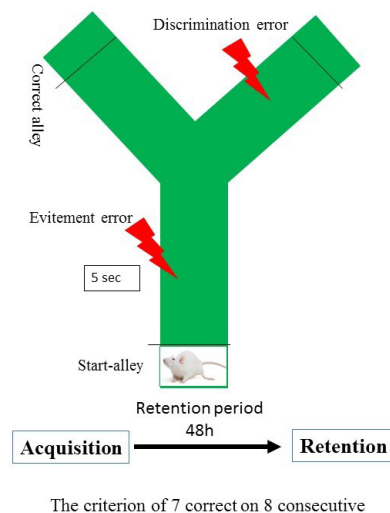 Discrimination error
Correct alley
Evitement error
5 sec
Start-alley
Retention period
48h
Acquisition
Retention
The criterion of 7 correct on 8 consecutive